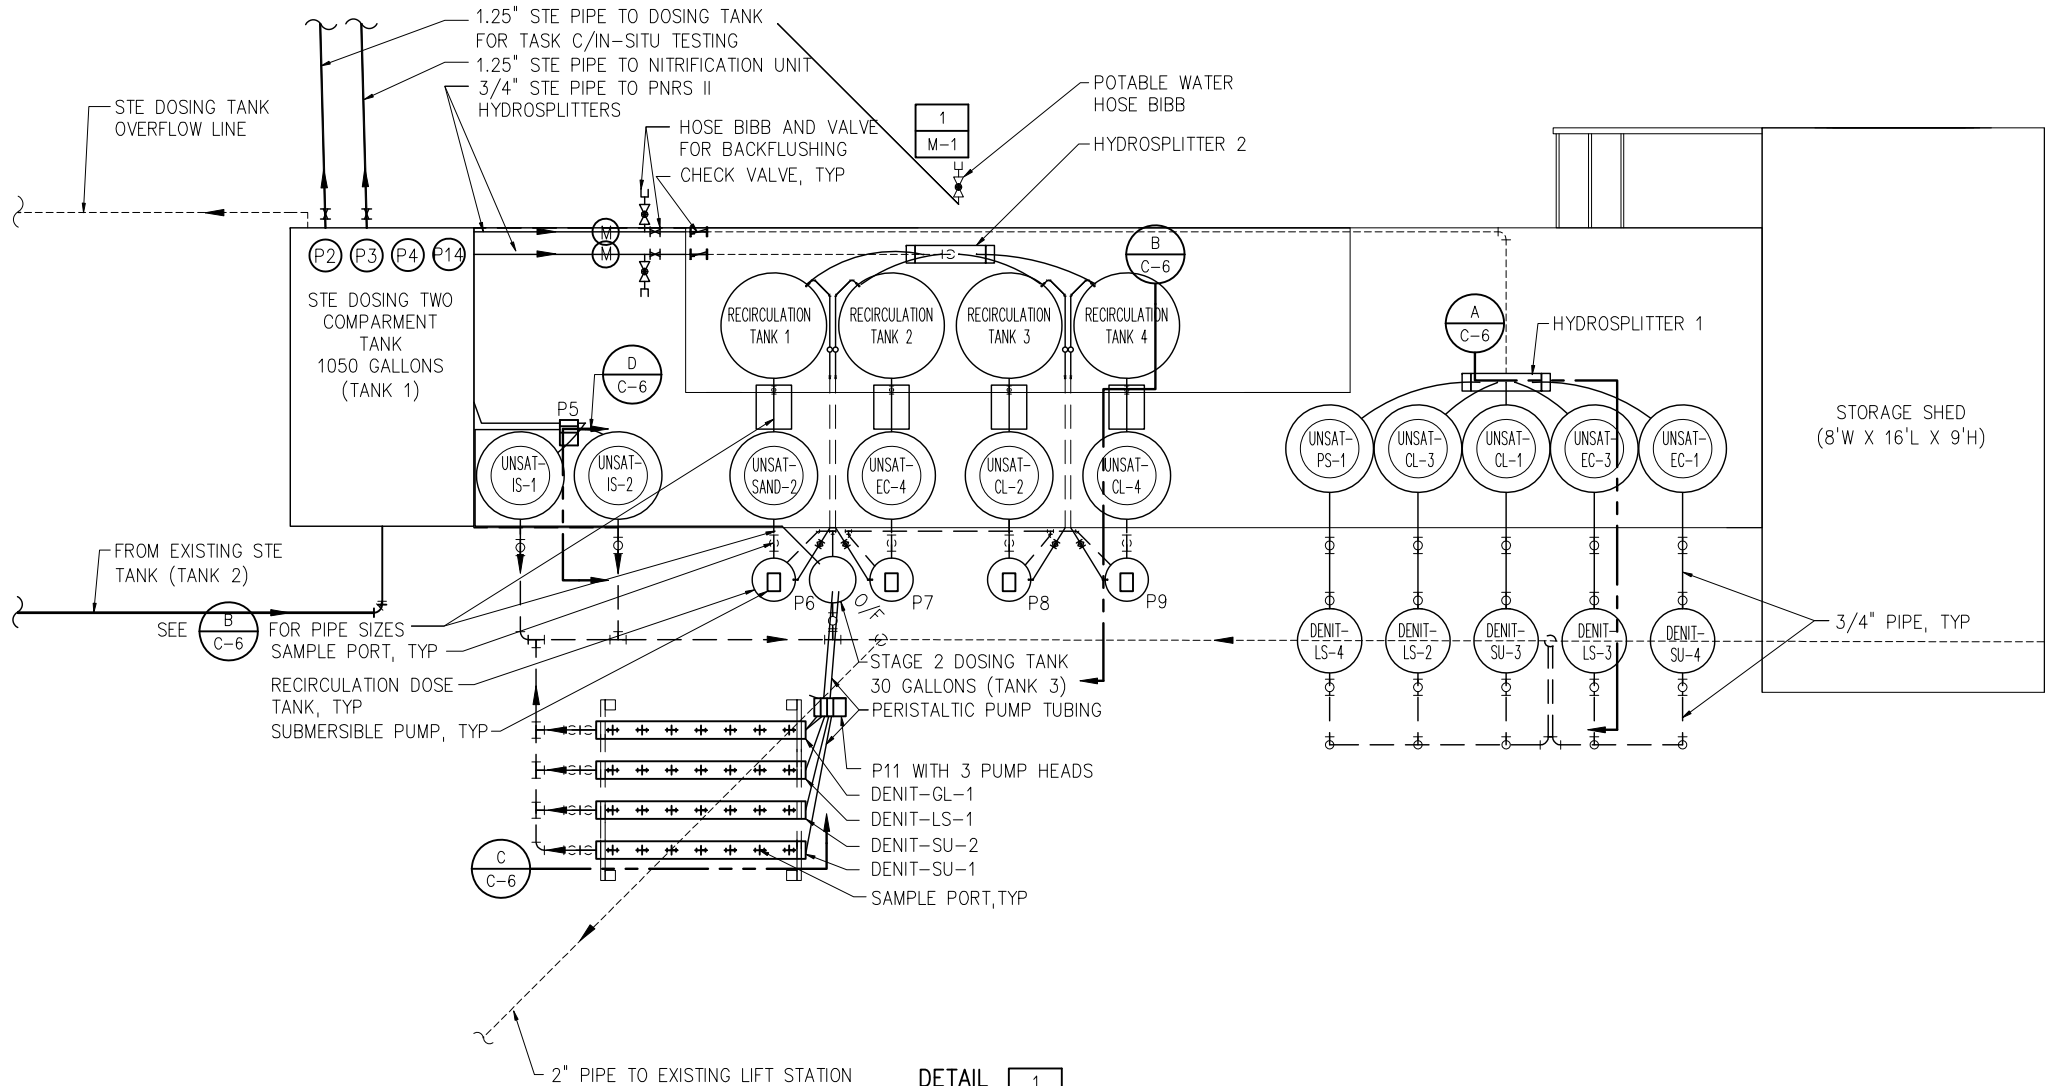 1.25" STE PIPE TO DOSING TANK
FOR TASK C/IN-SITU TESTING
1.25" STE PIPE TO NITRIFICATION UNIT
3/4" STE PIPE TO PNRS II
HYDROSPLITTERS
STE DOSING TANK
OVERFLOW LINE
HOSE BIBB AND VALVE
FOR BACKFLUSHING
CHECK VALVE, TYP
1
M-1
POTABLE WATER
HOSE BIBB
HYDROSPLITTER 2
M
M
P2
P3
P4
P14
STE DOSING TWO
COMPARMENT
TANK
1050 GALLONS
(TANK 1)
B
C-6
RECIRCULATION
TANK 1
RECIRCULATION
TANK 2
RECIRCULATION
TANK 3
RECIRCULATION
TANK 4
A
C-6
HYDROSPLITTER 1
D
C-6
P5
UNSAT-
IS-1
UNSAT-
IS-2
UNSAT-
SAND-2
UNSAT-
EC-4
UNSAT-
CL-2
UNSAT-
CL-4
UNSAT-
PS-1
UNSAT-
CL-3
UNSAT-
CL-1
UNSAT-
EC-3
UNSAT-
EC-1
STORAGE SHED
(8'W X 16'L X 9'H)
FROM EXISTING STE
TANK (TANK 2)
SEE
B
C-6
FOR PIPE SIZES
SAMPLE PORT, TYP
RECIRCULATION DOSE
TANK, TYP
SUBMERSIBLE PUMP, TYP
P6
O/F
P7
P8
P9
STAGE 2 DOSING TANK
30 GALLONS (TANK 3)
PERISTALTIC PUMP TUBING
DENIT-
LS-4
DENIT-
LS-2
DENIT-
SU-3
DENIT-
LS-3
DENIT-
SU-4
3/4" PIPE, TYP
P11 WITH 3 PUMP HEADS
DENIT-GL-1
DENIT-LS-1
DENIT-SU-2
DENIT-SU-1
SAMPLE PORT,TYP
C
C-6
2" PIPE TO EXISTING LIFT STATION
DETAIL
1